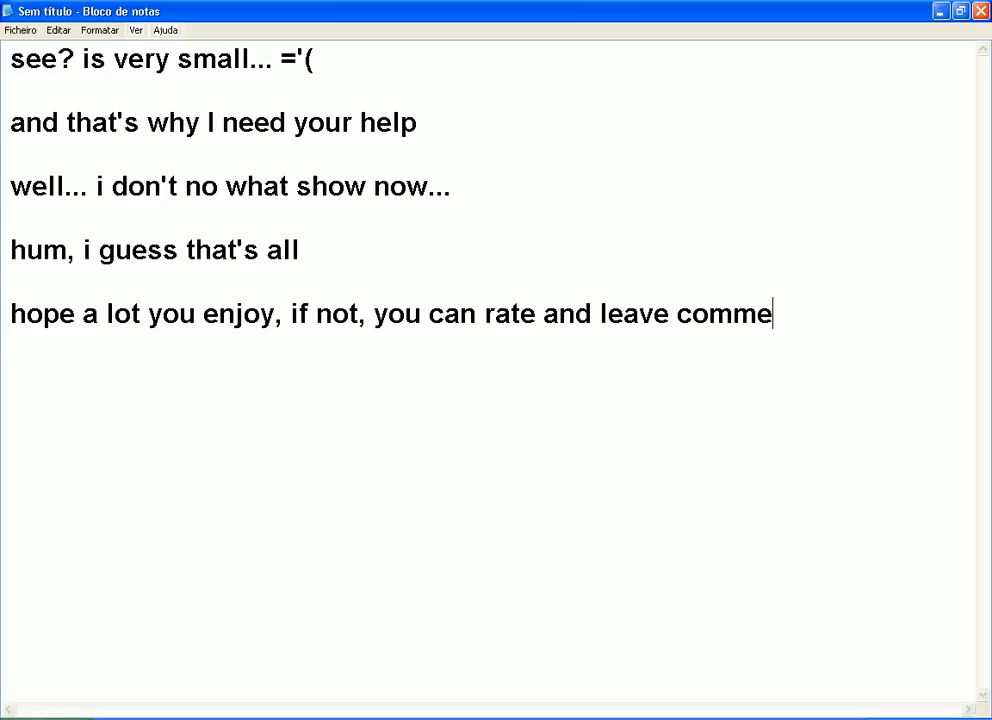 Sem título - Bloco de notas
Ficheiro Editar Formatar Ver Ajuda
see? is very small... ='(
and that's why I need your help
well... i don't no what show now...
hum, i guess that's all
hope a lot you enjoy, if not, you can rate and leave comme